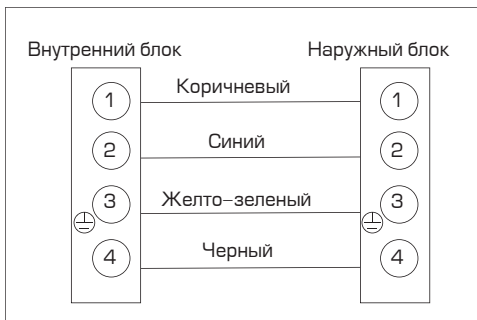 Внутренний блок Наружный блок
1 Коричневый 1
2 Синий 2
3 Желто-зеленый 3
4 Черный 4